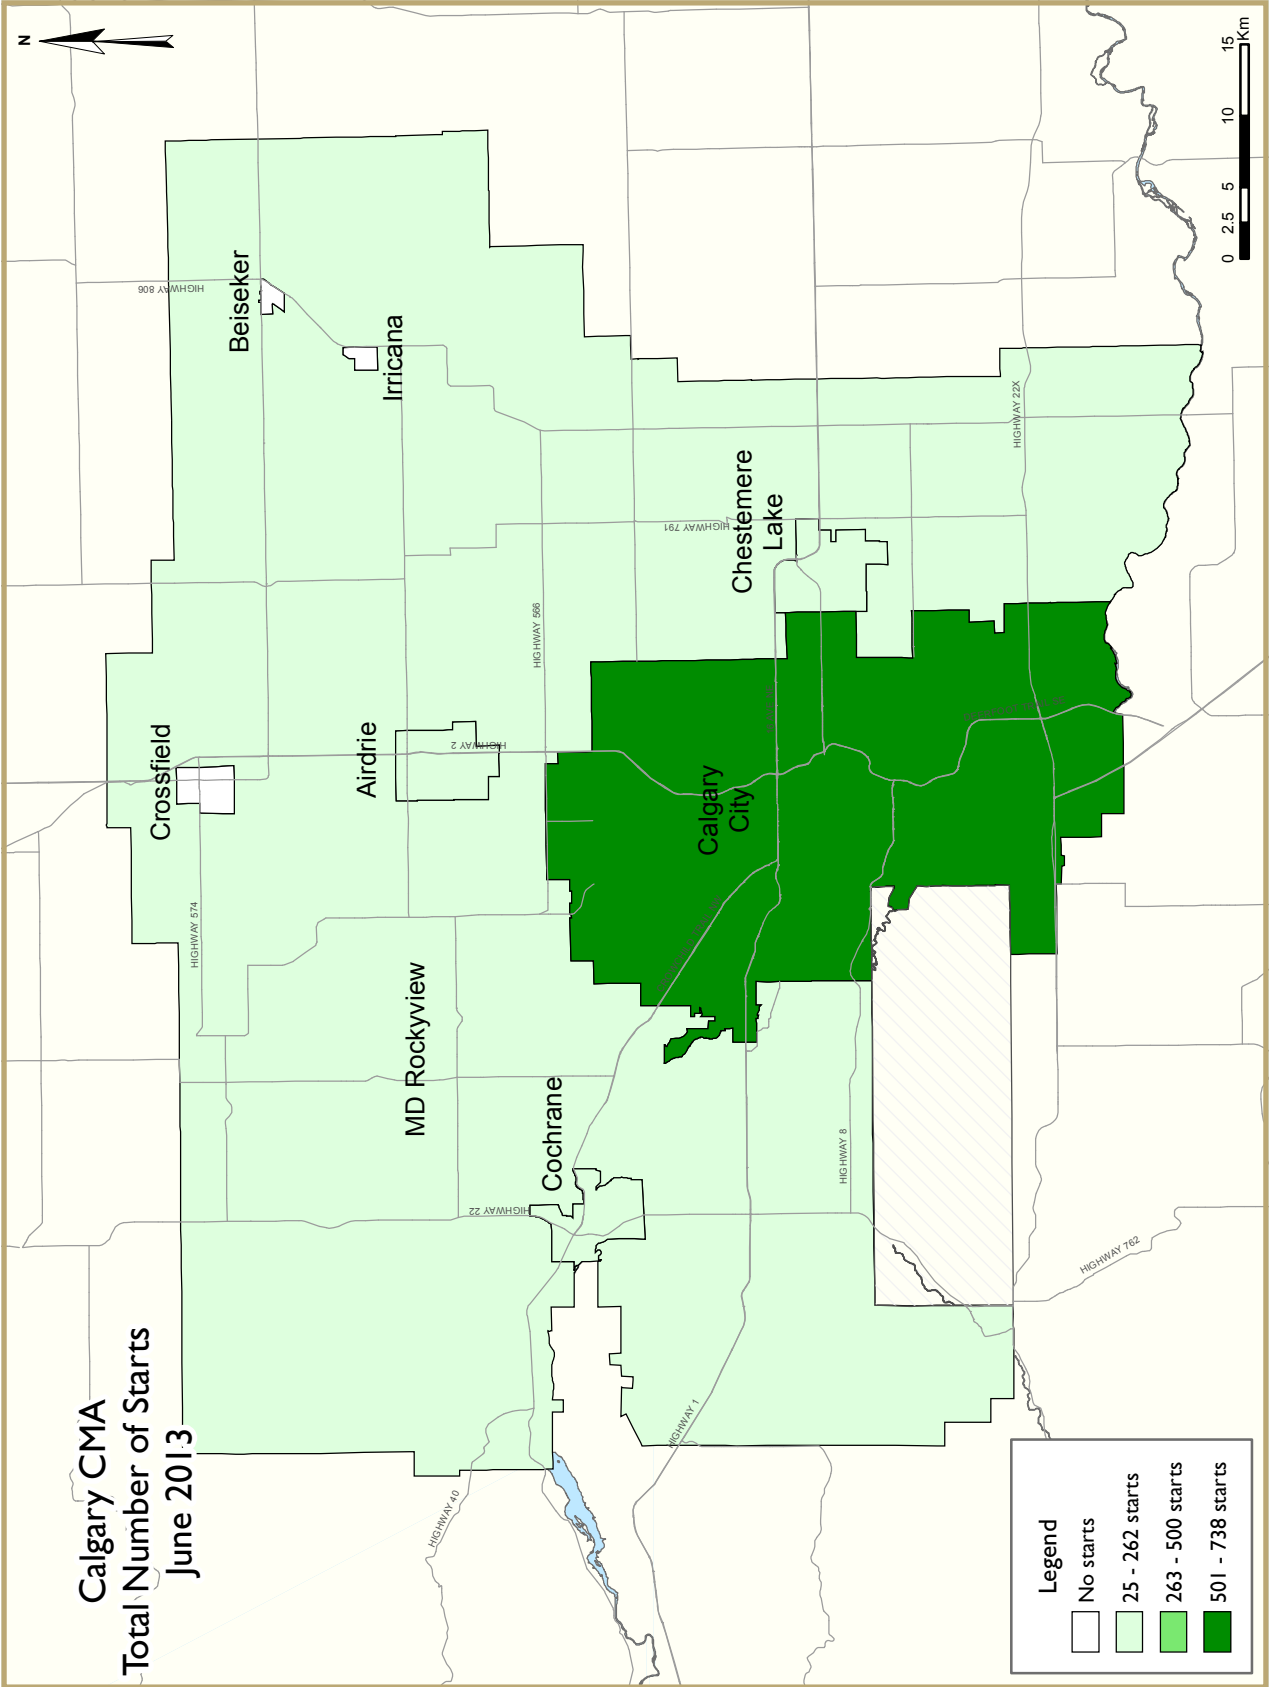 Calgary CMA
Total Number of Starts
June 2013
N
Crossfield
Beiseker
Irricana
Airdrie
MD Rockyview
Cochrane
Calgary
City
Chestemere
Lake
HIGHWAY 574
HIGHWAY 806
HIGHWAY 2
HIGHWAY 566
HIGHWAY 791
HIGHWAY 22
HIGHWAY 40
HIGHWAY 1
HIGHWAY 8
HIGHWAY 22X
HIGHWAY 762
Legend
No starts
25 - 262 starts
263 - 500 starts
501 - 738 starts
0 2.5 5 10 15
Km